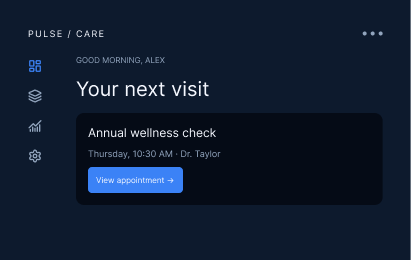 PULSE / CARE
GOOD MORNING, ALEX
Your next visit
Annual wellness check
Thursday, 10:30 AM · Dr. Taylor
View appointment →